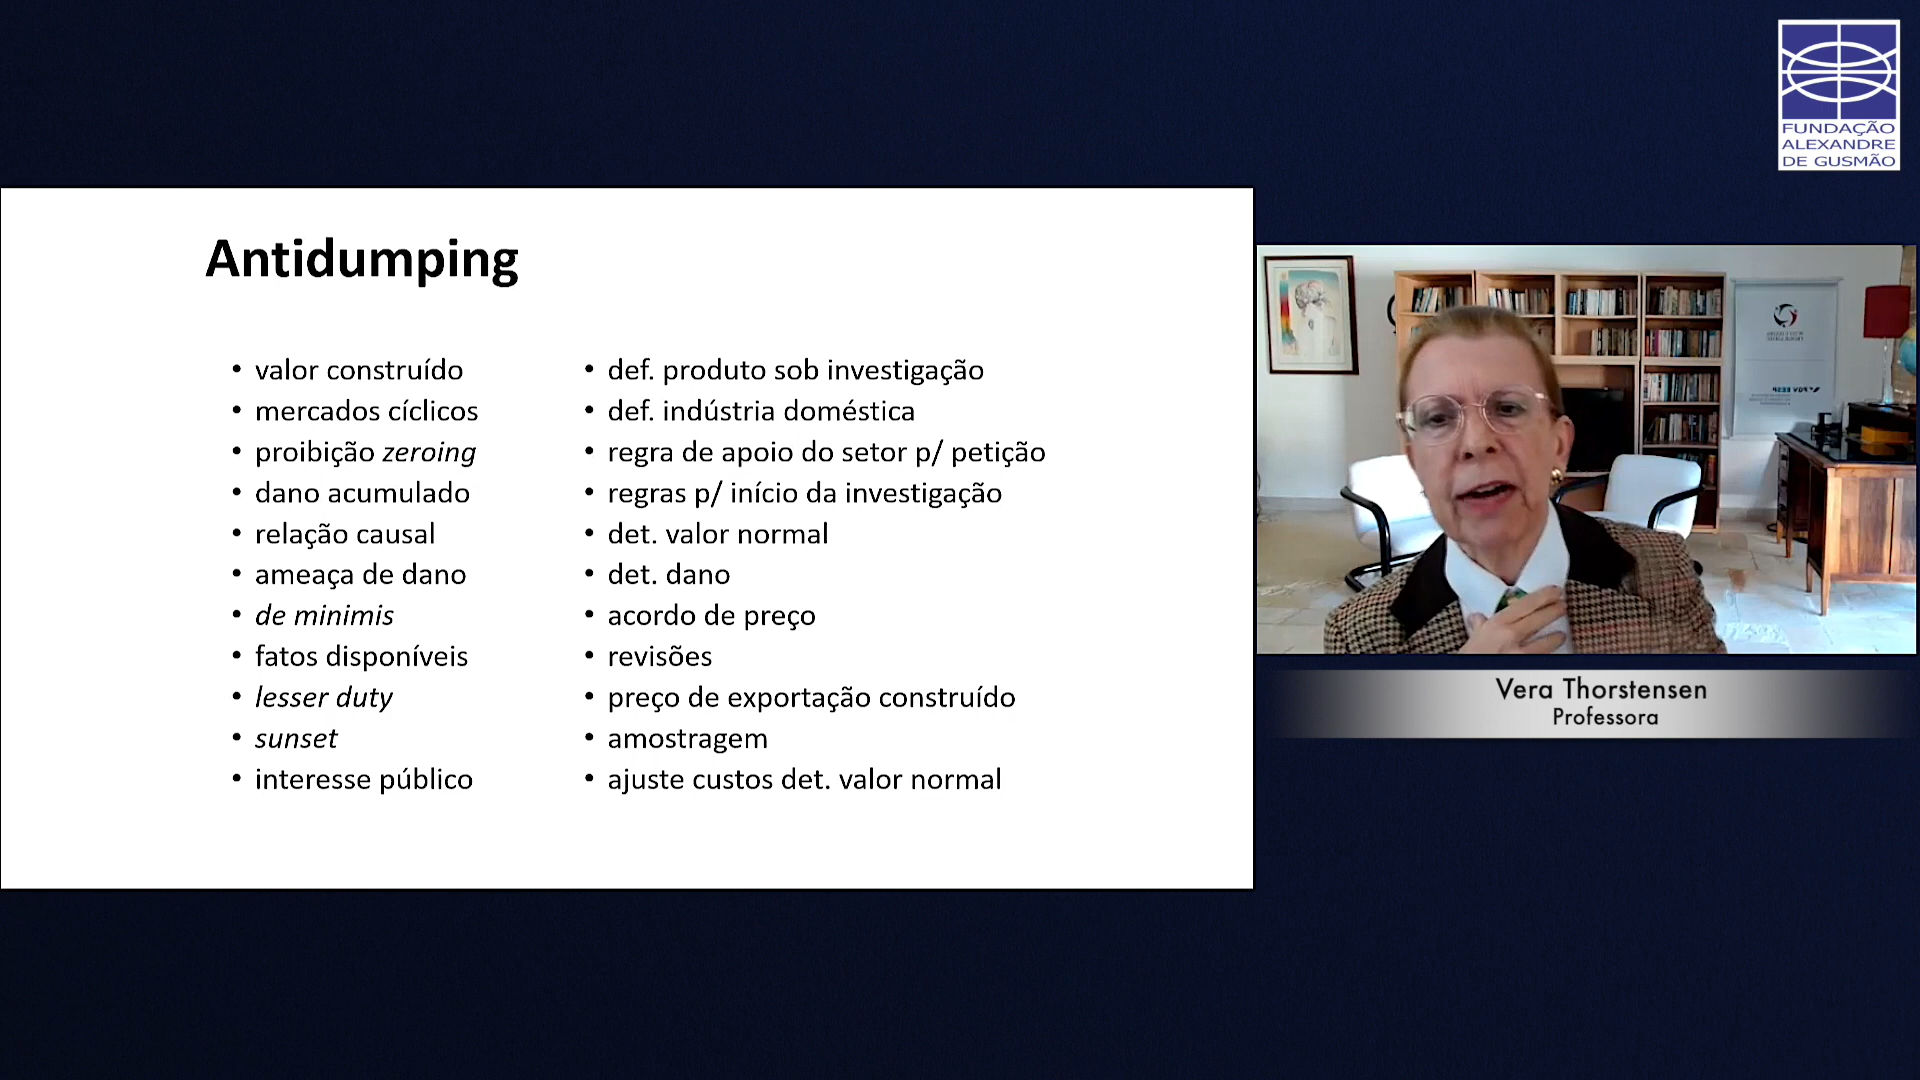 FUNDAÇÃO
ALEXANDRE
DE GUSMÃO
Antidumping
• valor construído
• mercados cíclicos
• proibição zeroing
• dano acumulado
• relação causal
• ameaça de dano
• de minimis
• fatos disponíveis
• lesser duty
• sunset
• interesse público
• def. produto sob investigação
• def. indústria doméstica
• regra de apoio do setor p/ petição
• regras p/ início da investigação
• det. valor normal
• det. dano
• acordo de preço
• revisões
• preço de exportação construído
• amostragem
• ajuste custos det. valor normal
Vera Thorstensen
Professora